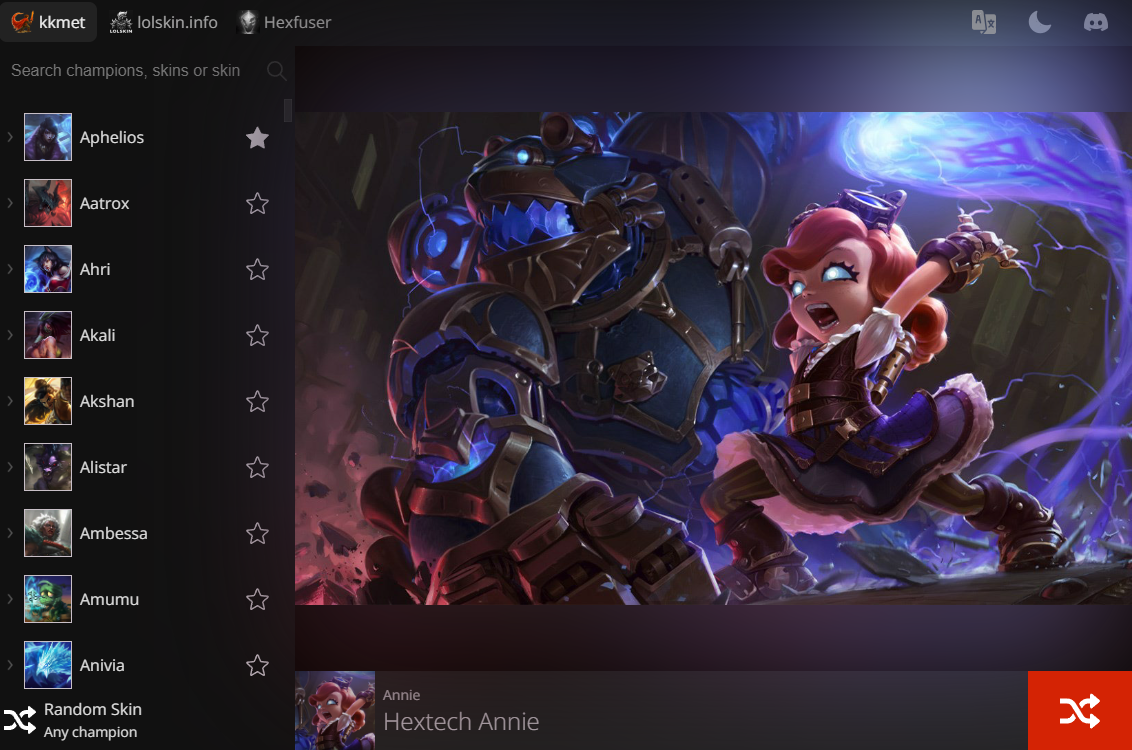 kkmet
lolskin.info
Hexfuser
Search champions, skins or skin
Aphelios
Aatrox
Ahri
Akali
Akshan
Alistar
Ambessa
Amumu
Anivia
Random Skin
Any champion
Annie
Hextech Annie
LOLSKIN